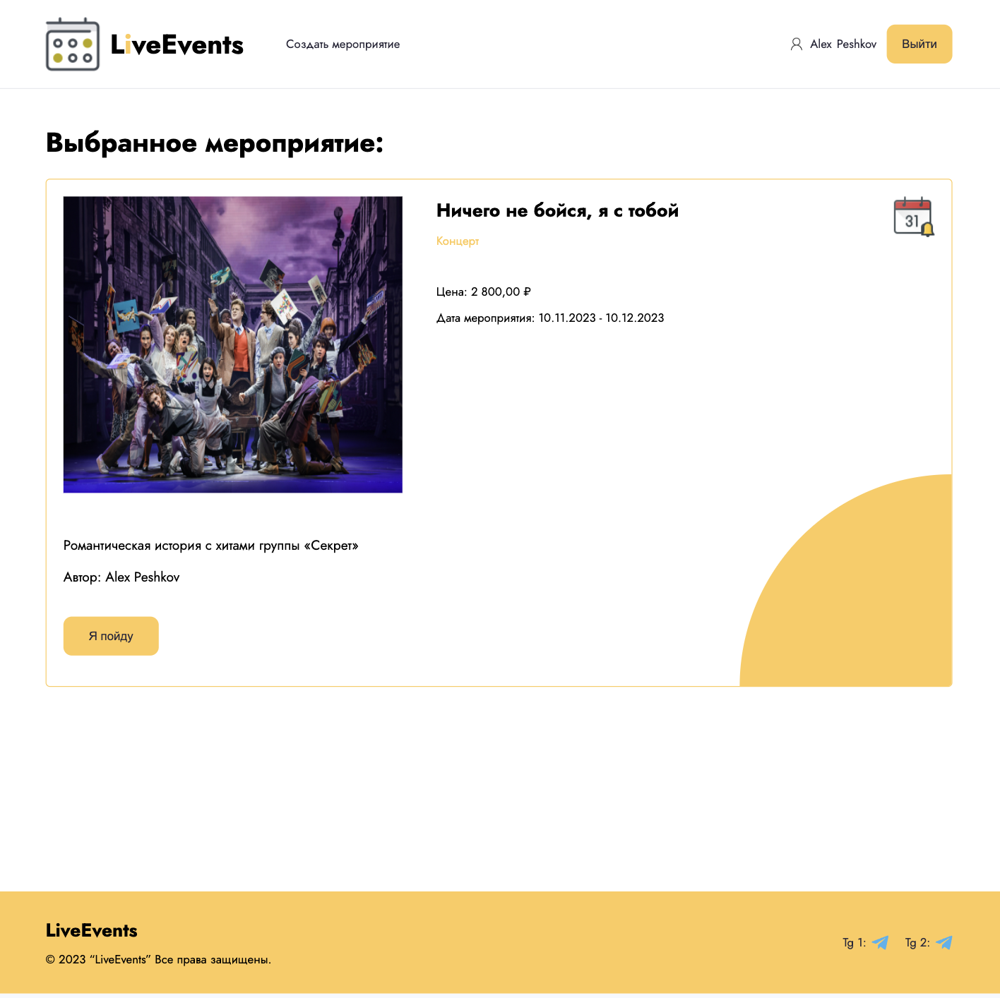 LiveEvents
Создать мероприятие
Alex Peshkov
Выйти
Выбранное мероприятие:
Ничего не бойся, я с тобой
31
Концерт
Цена: 2 800,00 ₽
Дата мероприятия: 10.11.2023 - 10.12.2023
Романтическая история с хитами группы «Секрет»
Автор: Alex Peshkov
Я пойду
LiveEvents
© 2023 “LiveEvents” Все права защищены.
Tg 1:
Tg 2: